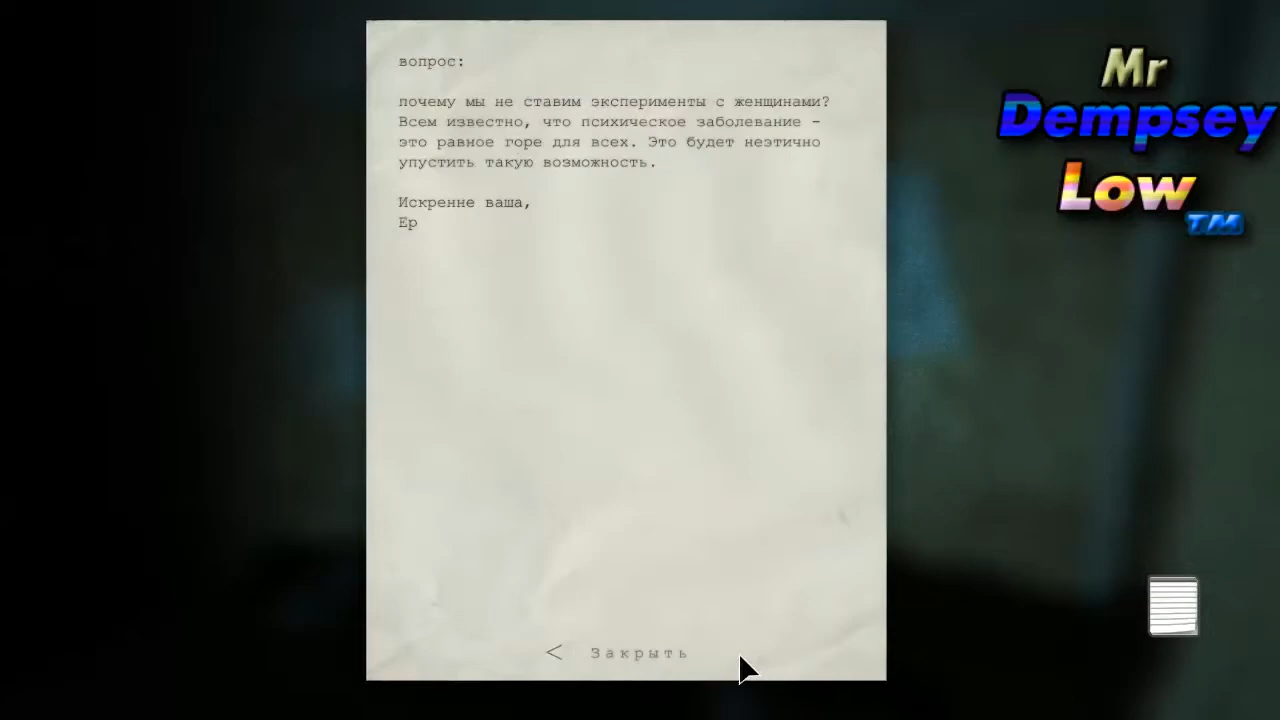 вопрос:
почему мы не ставим эксперименты с женщинами?
Всем известно, что психическое заболевание -
это равное горе для всех. Это будет неэтично
упустить такую возможность.
Искренне ваша,
Ер
< Закрыть
Mr
Dempsey
Low
TM